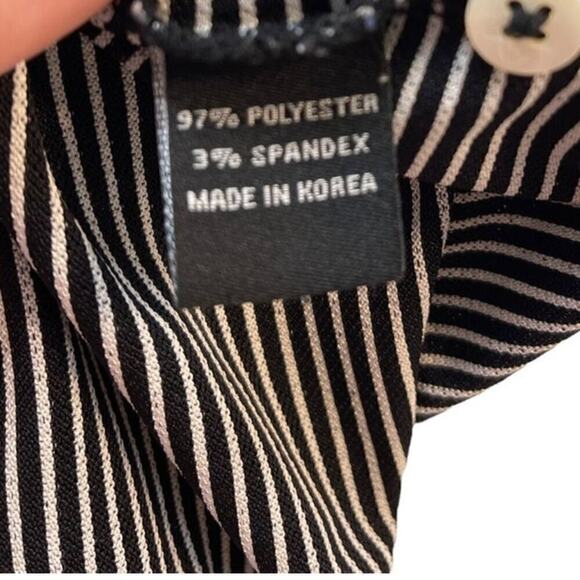 97% POLYESTER
3% SPANDEX
MADE IN KOREA